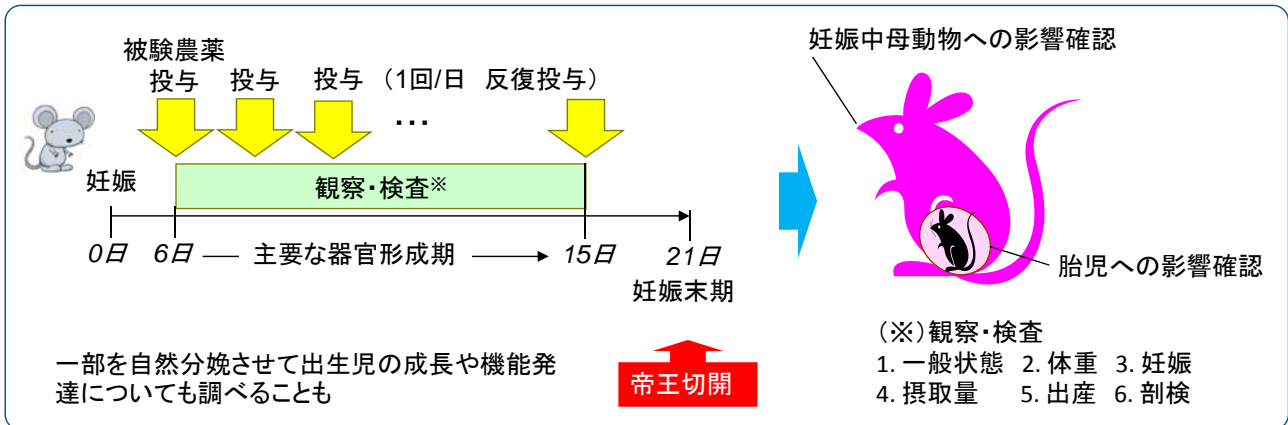 被験農薬
投与 投与 投与 (1回/日 反復投与)
・・・
妊娠
観察・検査※
0日 6日 主要な器官形成期 15日 21日
妊娠末期
一部を自然分娩させて出生児の成長や機能発
達についても調べることも
帝王切開
妊娠中母動物への影響確認
胎児への影響確認
(※)観察・検査
1. 一般状態 2. 体重 3. 妊娠
4. 摂取量 5. 出産 6. 剖検